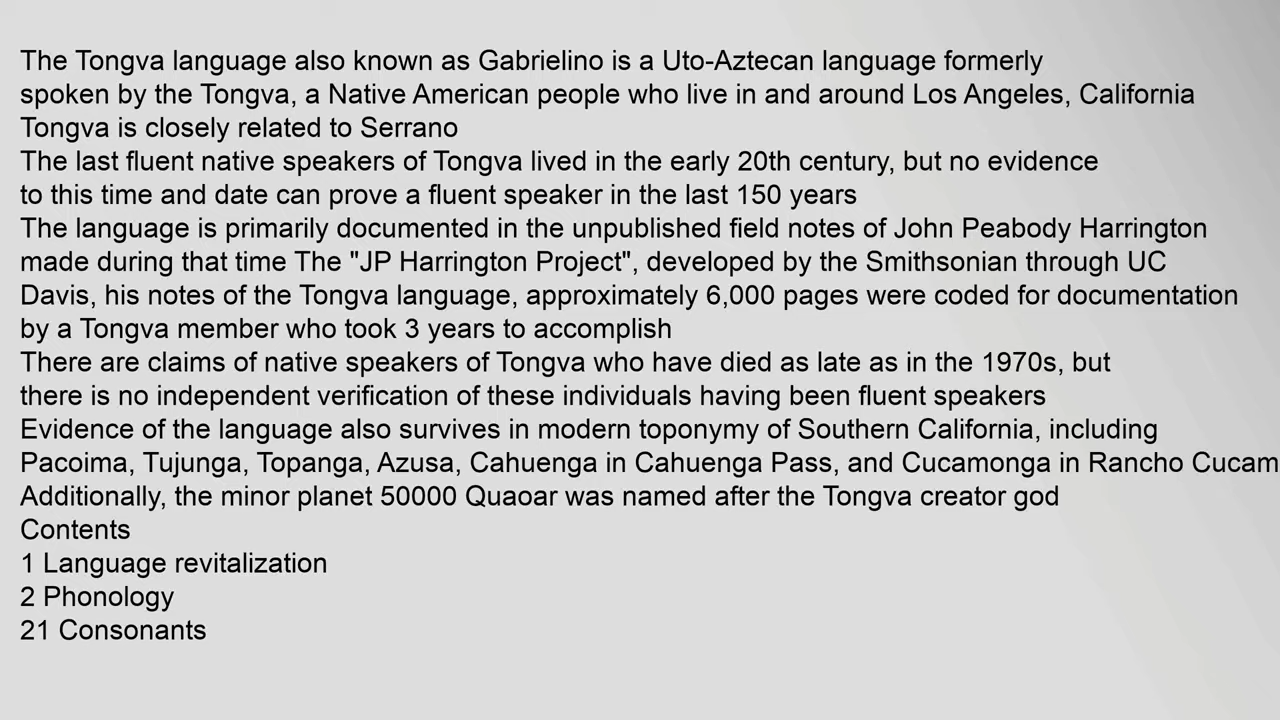 The Tongva language also known as Gabrielino is a Uto-Aztecan language formerly
spoken by the Tongva, a Native American people who live in and around Los Angeles, California
Tongva is closely related to Serrano
The last fluent native speakers of Tongva lived in the early 20th century, but no evidence
to this time and date can prove a fluent speaker in the last 150 years
The language is primarily documented in the unpublished field notes of John Peabody Harrington
made during that time The "JP Harrington Project", developed by the Smithsonian through UC
Davis, his notes of the Tongva language, approximately 6,000 pages were coded for documentation
by a Tongva member who took 3 years to accomplish
There are claims of native speakers of Tongva who have died as late as in the 1970s, but
there is no independent verification of these individuals having been fluent speakers
Evidence of the language also survives in modern toponymy of Southern California, including
Pacoima, Tujunga, Topanga, Azusa, Cahuenga in Cahuenga Pass, and Cucamonga in Rancho Cucam
Additionally, the minor planet 50000 Quaoar was named after the Tongva creator god
Contents
1 Language revitalization
2 Phonology
21 Consonants